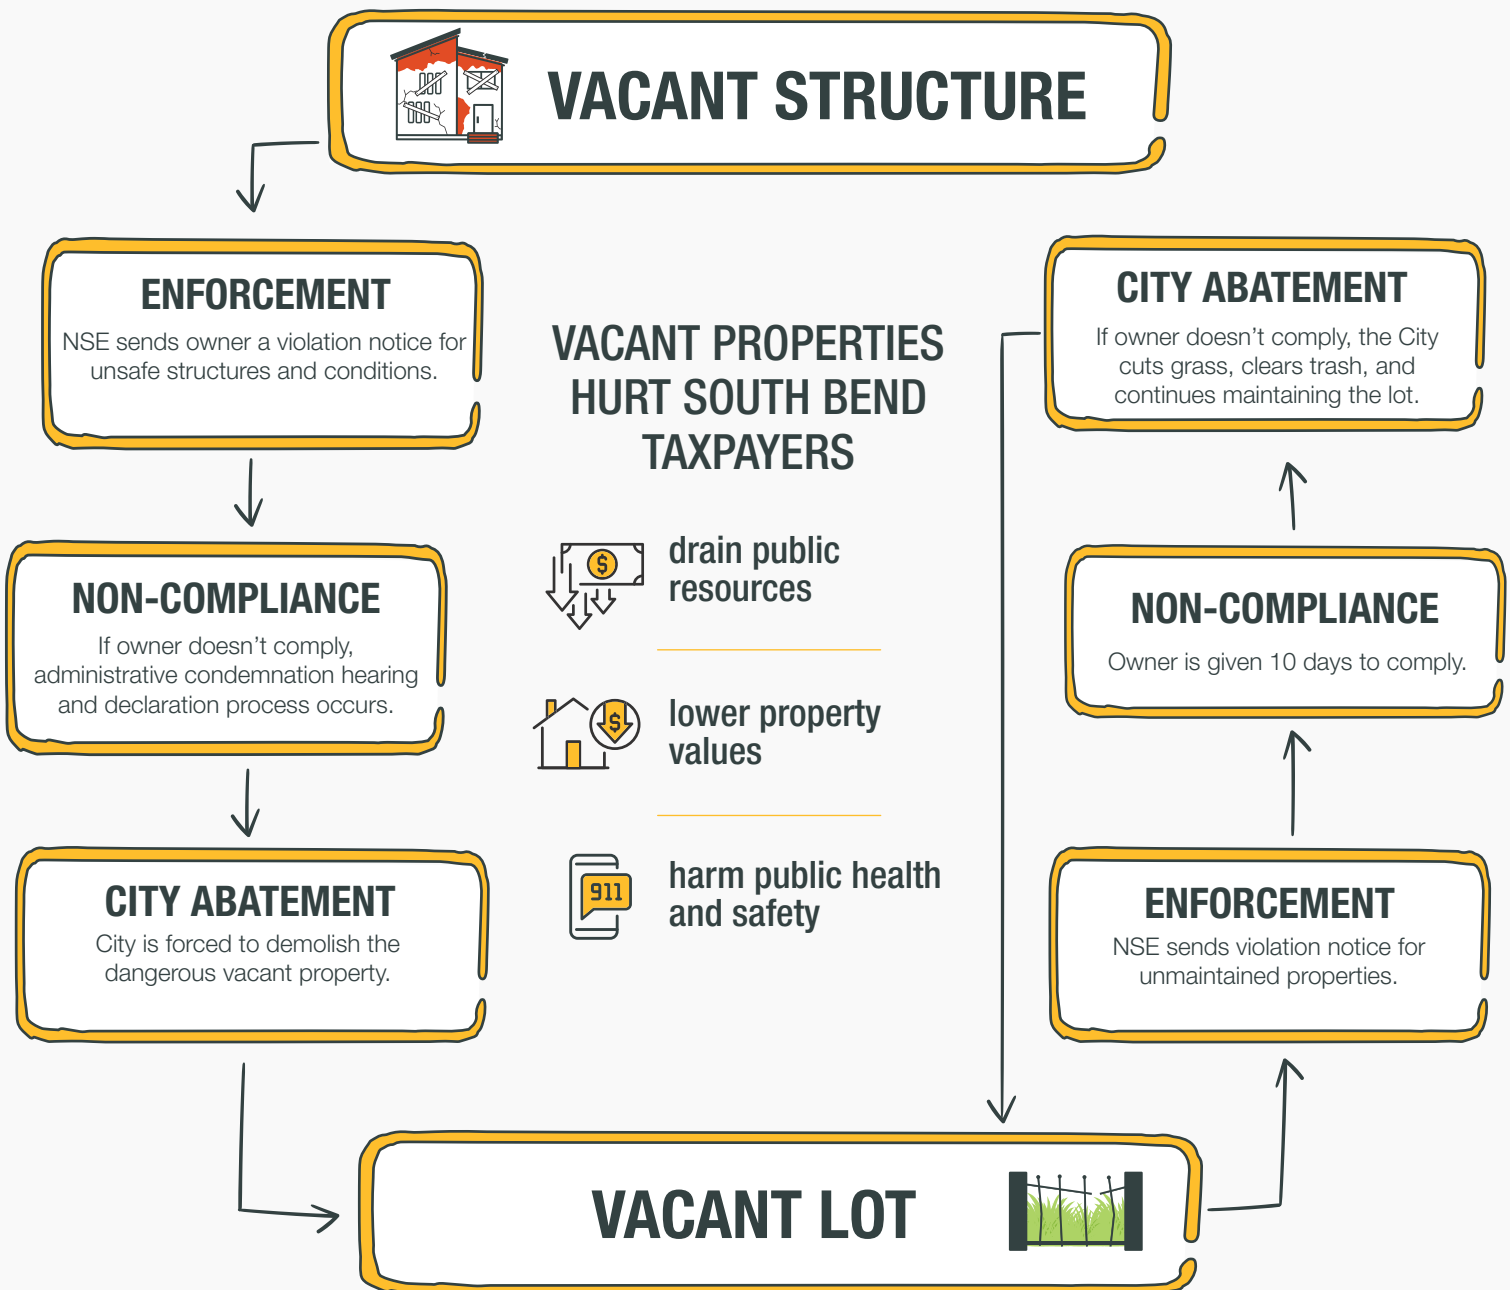 VACANT STRUCTURE
ENFORCEMENT
NSE sends owner a violation notice for
unsafe structures and conditions.
NON-COMPLIANCE
If owner doesn't comply,
administrative condemnation hearing
and declaration process occurs.
CITY ABATEMENT
City is forced to demolish the
dangerous vacant property.
VACANT PROPERTIES
HURT SOUTH BEND
TAXPAYERS
$
drain public
resources
$
lower property
values
911
harm public health
and safety
CITY ABATEMENT
If owner doesn't comply, the City
cuts grass, clears trash, and
continues maintaining the lot.
NON-COMPLIANCE
Owner is given 10 days to comply.
ENFORCEMENT
NSE sends violation notice for
unmaintained properties.
VACANT LOT